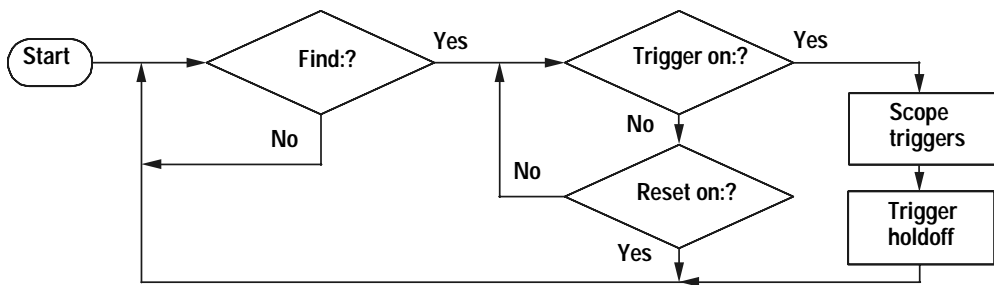 Start
Find:?
Yes
No
Trigger on:?
Yes
No
Reset on:?
No
Yes
Scope
triggers
Trigger
holdoff